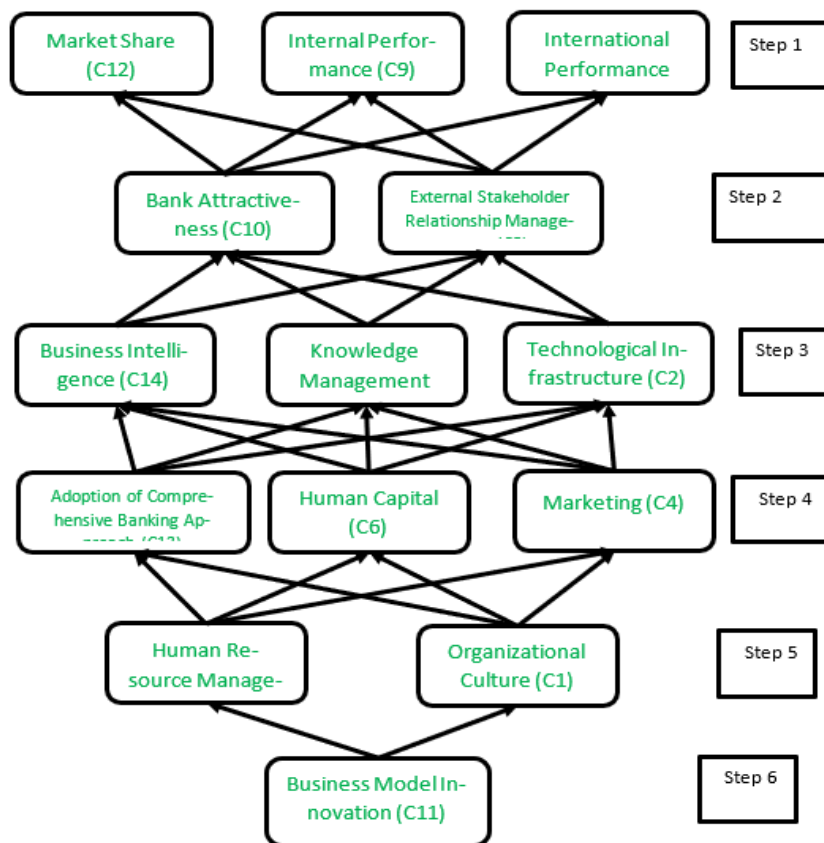 Market Share
(C12)
Internal Perfor-
mance (C9)
International
Performance
Step 1
Bank Attractive-
ness (C10)
External Stakeholder
Relationship Manage-
Step 2
Business Intelli-
gence (C14)
Knowledge
Management
Technological In-
frastructure (C2)
Step 3
Adoption of Compre-
hensive Banking Ap-
Human Capital
(C6)
Marketing (C4)
Step 4
Human Re-
source Manage-
Organizational
Culture (C1)
Step 5
Business Model In-
novation (C11)
Step 6